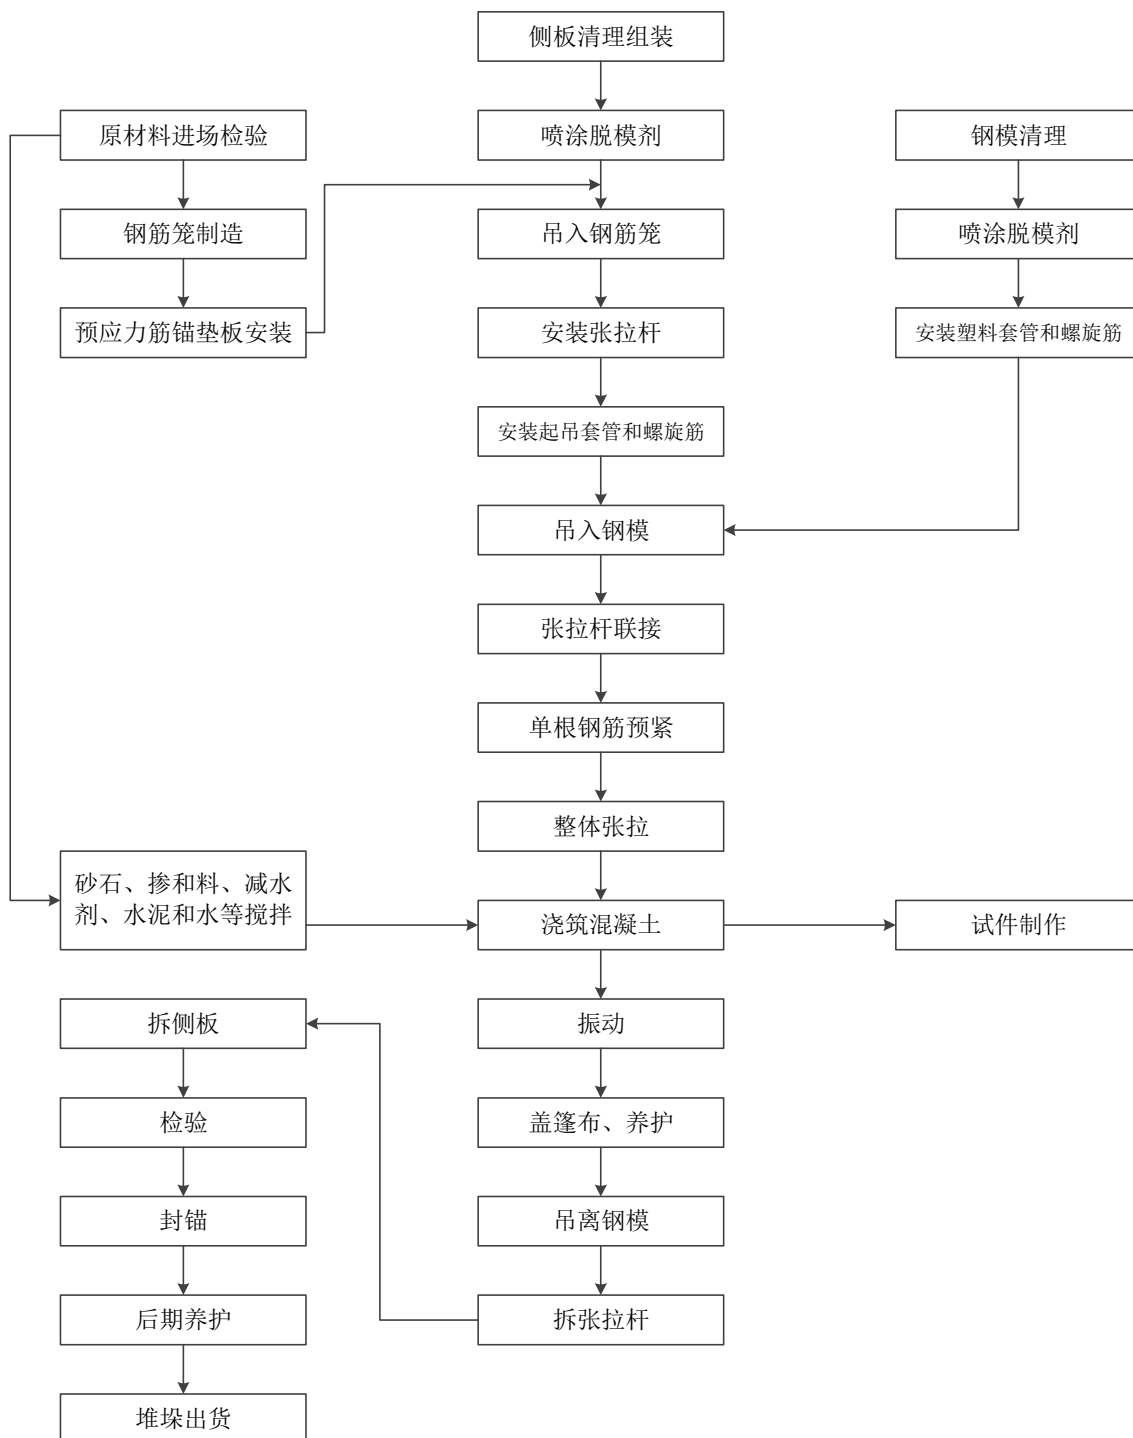 侧板清理组装
原材料进场检验
喷涂脱模剂
钢模清理
钢筋笼制造
吊入钢筋笼
喷涂脱模剂
预应力筋锚垫板安装
安装张拉杆
安装塑料套管和螺旋筋
安装起吊套管和螺旋筋
吊入钢模
张拉杆联接
单根钢筋预紧
整体张拉
砂石、掺和料、减水
剂、水泥和水等搅拌
浇筑混凝土
试件制作
拆侧板
振动
检验
盖篷布、养护
封锚
吊离钢模
后期养护
拆张拉杆
堆垛出货